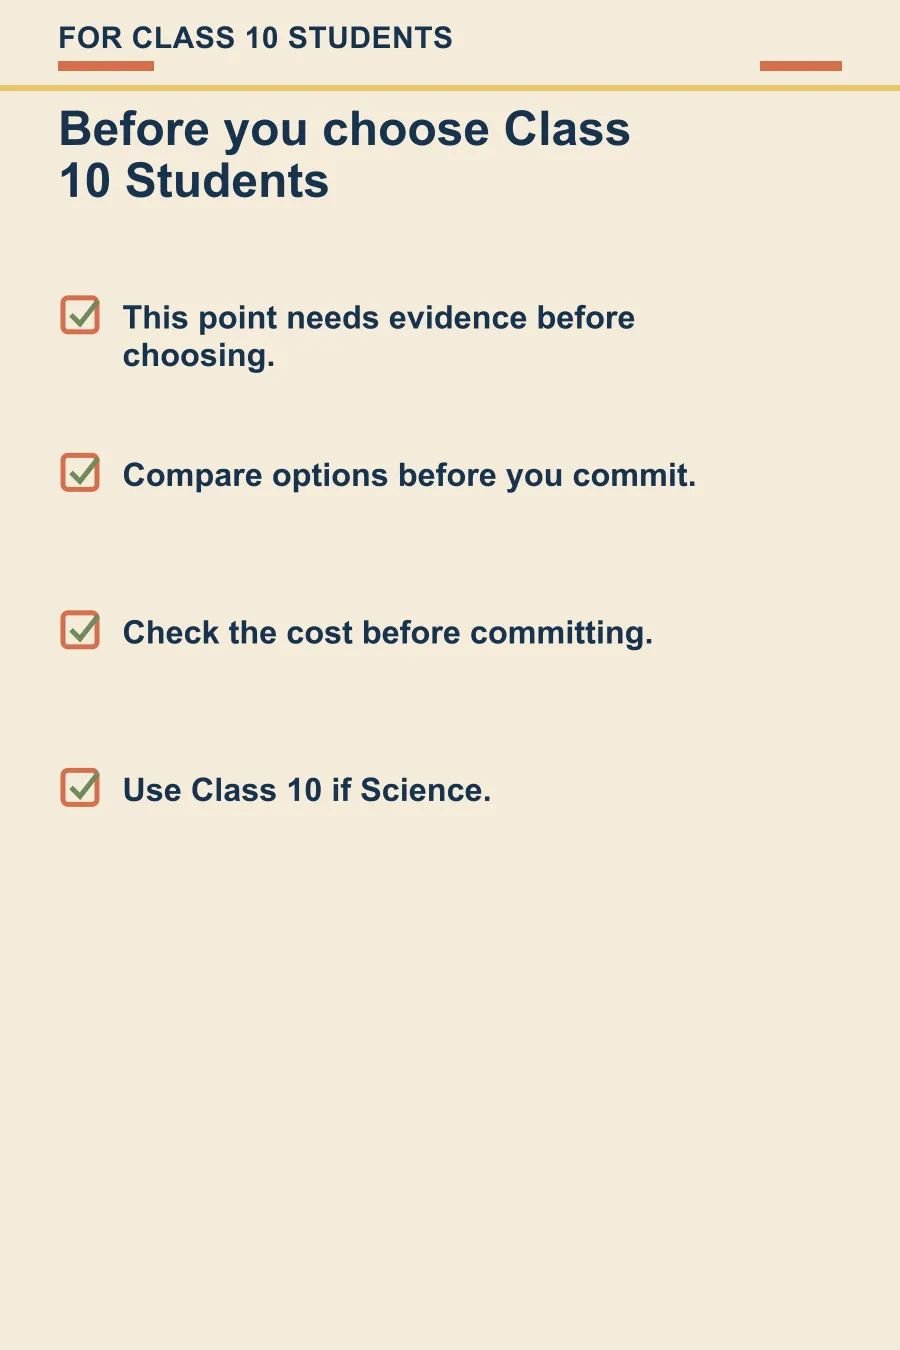 FOR CLASS 10 STUDENTS
Before you choose Class
10 Students
This point needs evidence before
choosing.
Compare options before you commit.
Check the cost before committing.
Use Class 10 if Science.